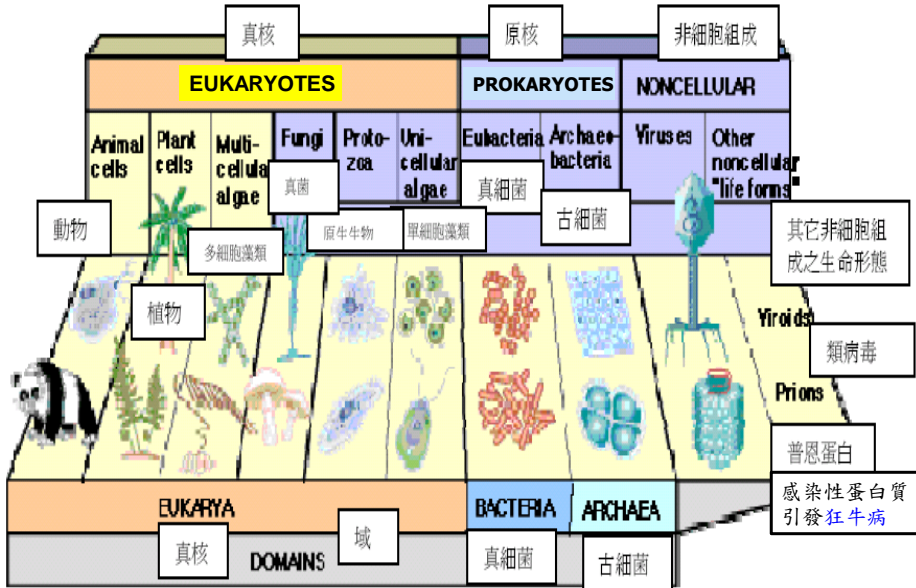 真核
原核
非細胞組成
EUKARYOTES
PROKARYOTES
NONCELLULAR
Animal
cells
Plant
cells
Multi-
cellular
algae
Fungi
Proto-
zoa
Uni-
cellular
algae
Eubacteria
Archaeo-
bacteria
Viruses
Other
noncellular
"life forms"
真菌
真細菌
古細菌
動物
多細胞藻類
原生生物
單細胞藻類
其它非細胞組
成之生命形態
植物
Viroids
類病毒
Prions
普恩蛋白
感染性蛋白質
引發狂牛病
EUKARYA
BACTERIA
ARCHAEA
真核
域
DOMAINS
真細菌
古細菌